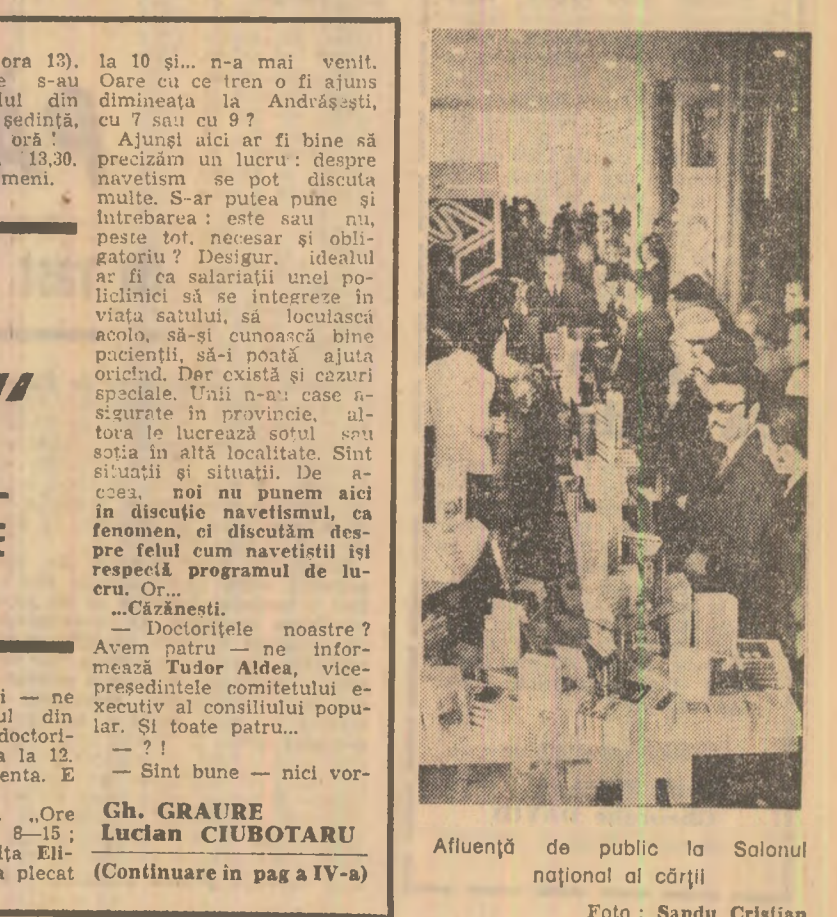 ora 13).
s-au
din
ședință,
oră !
13,30.
meni.
— ne
din
doctori-
la 12.
enta. E
„Ore
8—15 ;
Eli-
plecat
la 10 și... n-a mai venit.
Oare cu ce tren o fi ajuns
dimineața la Andrășești,
cu 7 sau cu 9 ?
Ajunși aici ar fi bine să
precizăm un lucru : despre
navetism se pot discuta
multe. S-ar putea pune și
întrebarea : este sau nu,
peste tot, necesar și obli-
gatoriu ? Desigur, idealul
ar fi ca salariații unei po-
liclinici să se integreze în
viața satului, să locuiască
acolo, să-și cunoască bine
pacienții, să-i poată ajuta
oricînd. Dar există și cazuri
speciale. Unii n-au case a-
sigurate în provincie, al-
tora le lucrează soțul sau
soția în altă localitate. Sînt
situații și situații. De a-
ceea, noi nu punem aici
în discuție navetismul, ca
fenomen, ci discutăm des-
pre felul cum navetiștii își
respectă programul de lu-
cru. Or...
...Căzănești.
— Doctorițele noastre ?
Avem patru — ne infor-
mează Tudor Aldea, vice-
președintele comitetului e-
xecutiv al consiliului popu-
lar. Și toate patru...
— ? !
— Sînt bune — nici vor-
Gh. GRAURE
Lucian CIUBOTARU
(Continuare în pag a IV-a)
Afluență de public la Salonul
național al cărții
Foto : Sandu Cristian